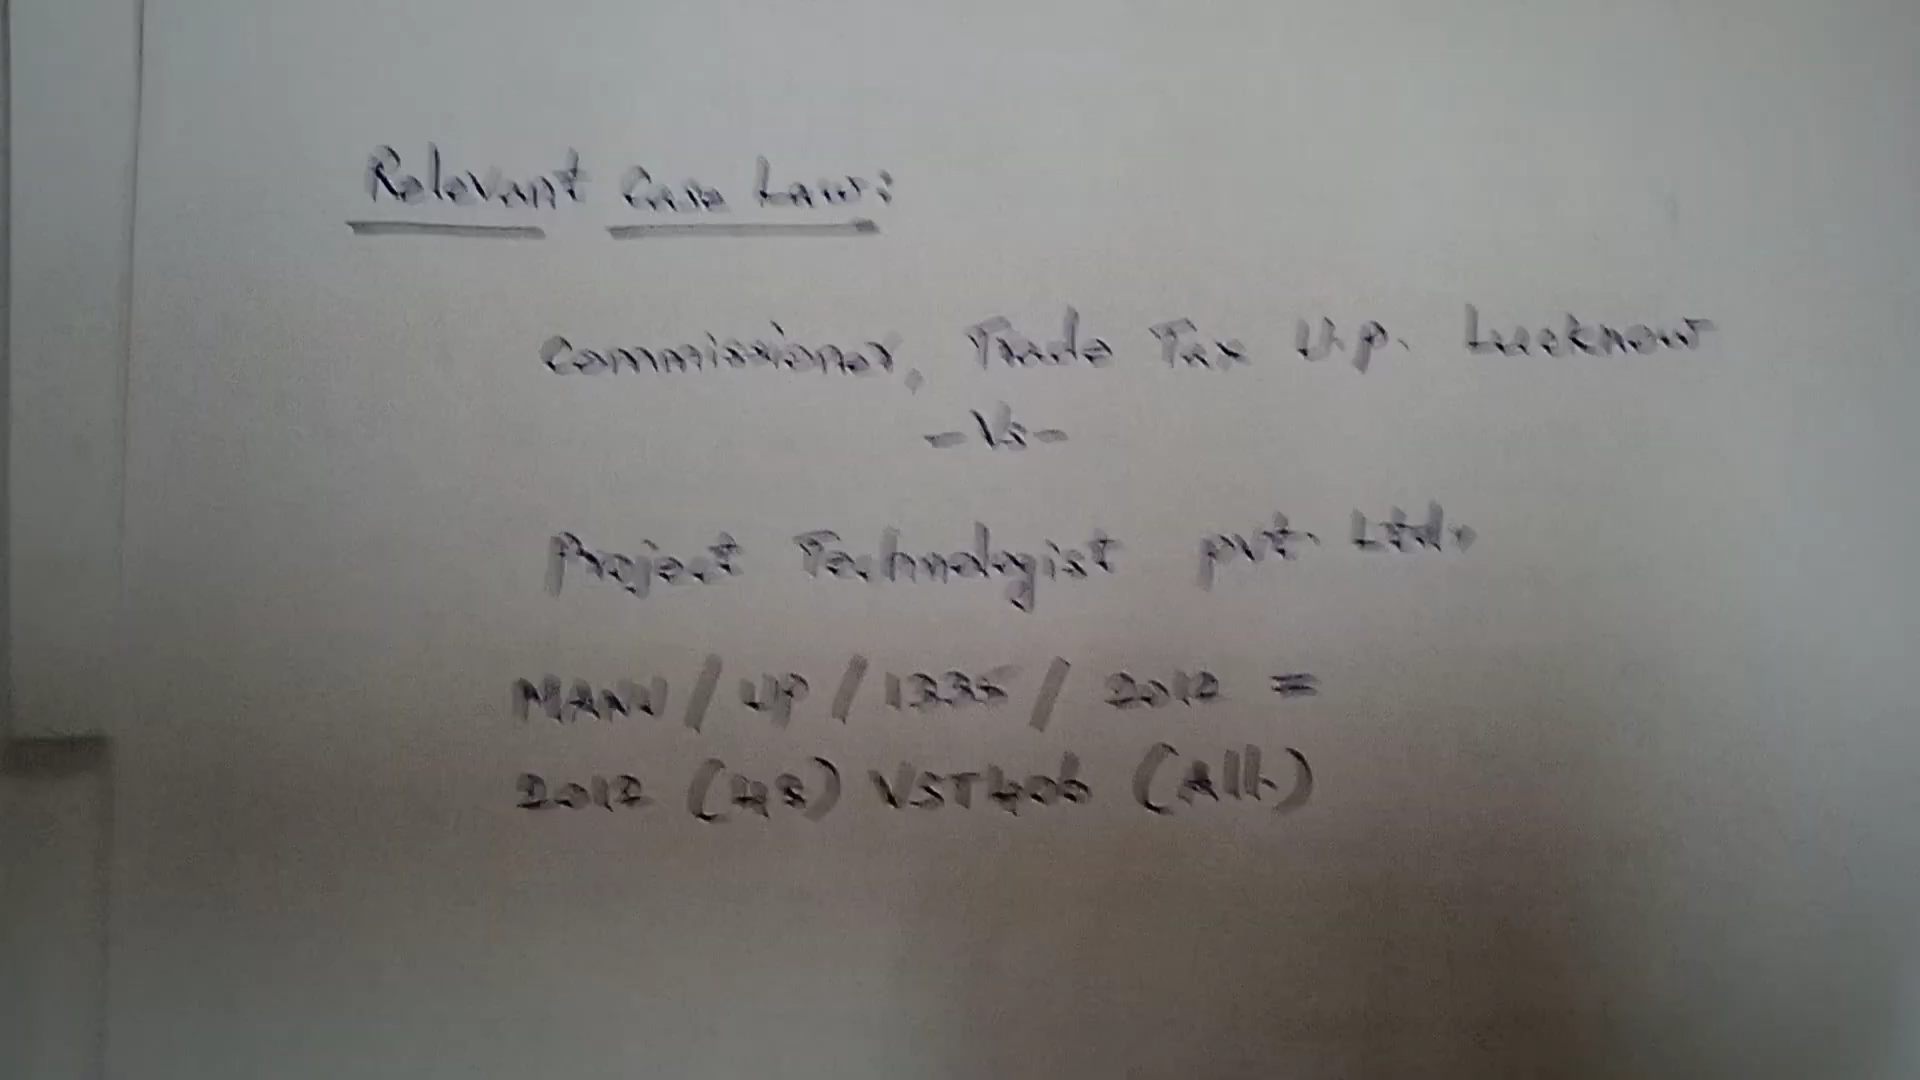 Relevant Case Law:
Commissioner, Trade Tax U.P. Lucknow
-Vs-
Project Technologist Pvt. Ltd.
MANU/UP/1335/2012 =
2012 (48) VST406 (All.)